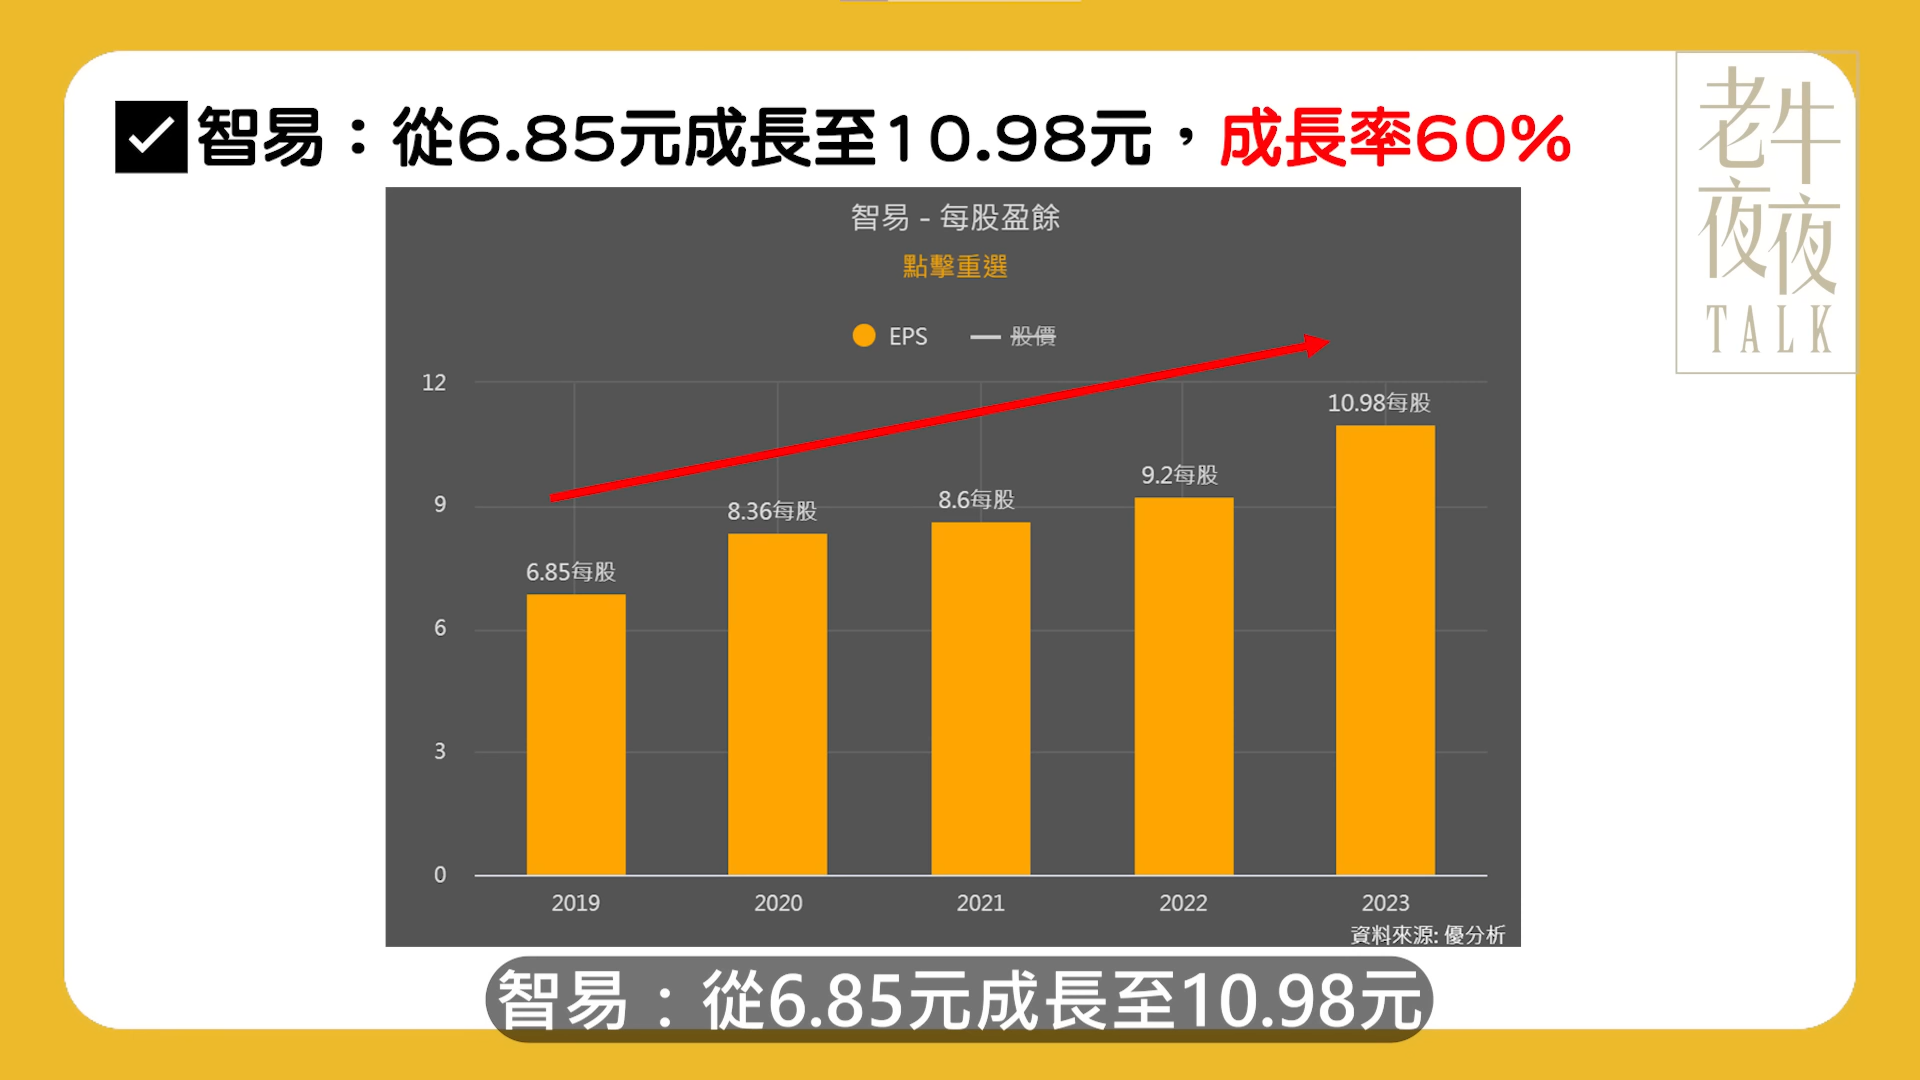 智易：從6.85元成長至10.98元，成長率60%
老牛
夜夜
TALK
智易 - 每股盈餘
點擊重選
EPS 股價
12
9
6
3
0
6.85每股
8.36每股
8.6每股
9.2每股
10.98每股
2019 2020 2021 2022 2023
資料來源: 優分析
智易：從6.85元成長至10.98元